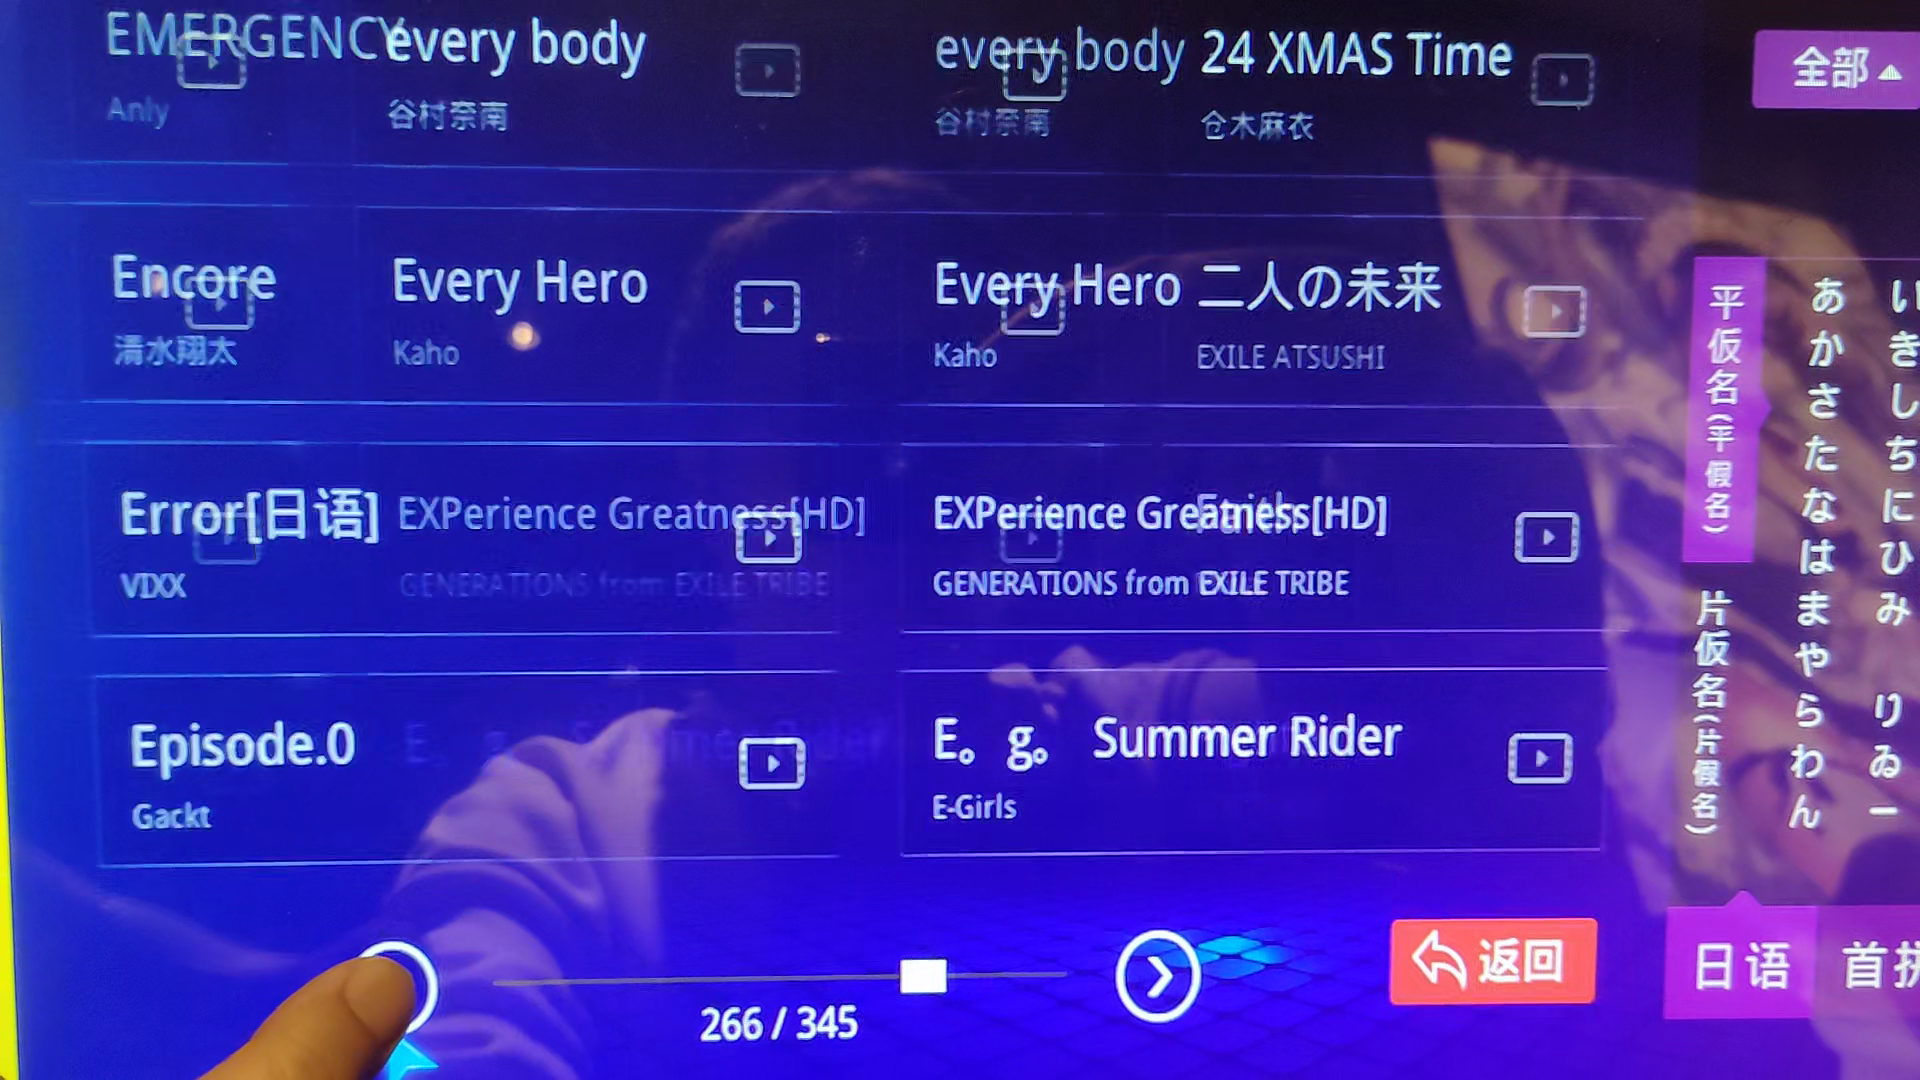 EMERGENCY
Anly
every body
谷村奈南
every body
谷村奈南
24 XMAS Time
仓木麻衣
全部
Encore
清水翔太
Every Hero
Kaho
Every Hero
Kaho
二人の未来
EXILE ATSUSHI
Error[日语]
VIXX
EXPerience Greatness[HD]
GENERATIONS from EXILE TRIBE
EXPerience Greatness[HD]
GENERATIONS from EXILE TRIBE
Faith
Episode.0
Gackt
E。g。 Summer Rider
E。g。 Summer Rider
E-Girls
266 / 345
返回
平仮名(平假名)
片仮名(片假名)
あかさたなはまやらわん
いきしちにひみ りゐー
日语
首拼